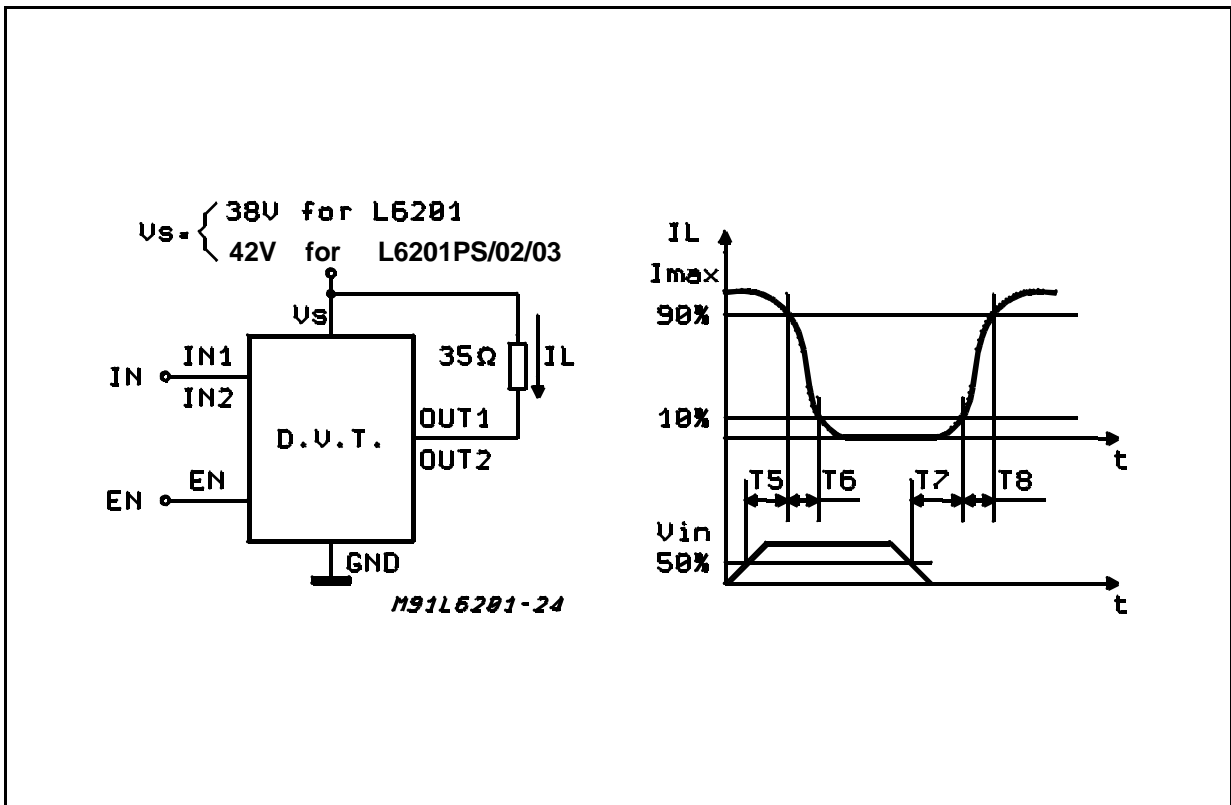 Vs= { 38V for L6201
42V for L6201PS/02/03
Vs
IN
IN1
IN2
EN
EN
D.V.T.
35Ω
IL
OUT1
OUT2
GND
M91L6201-24
IL
Imax
90%
10%
t
T5
T6
T7
T8
Vin
50%
t